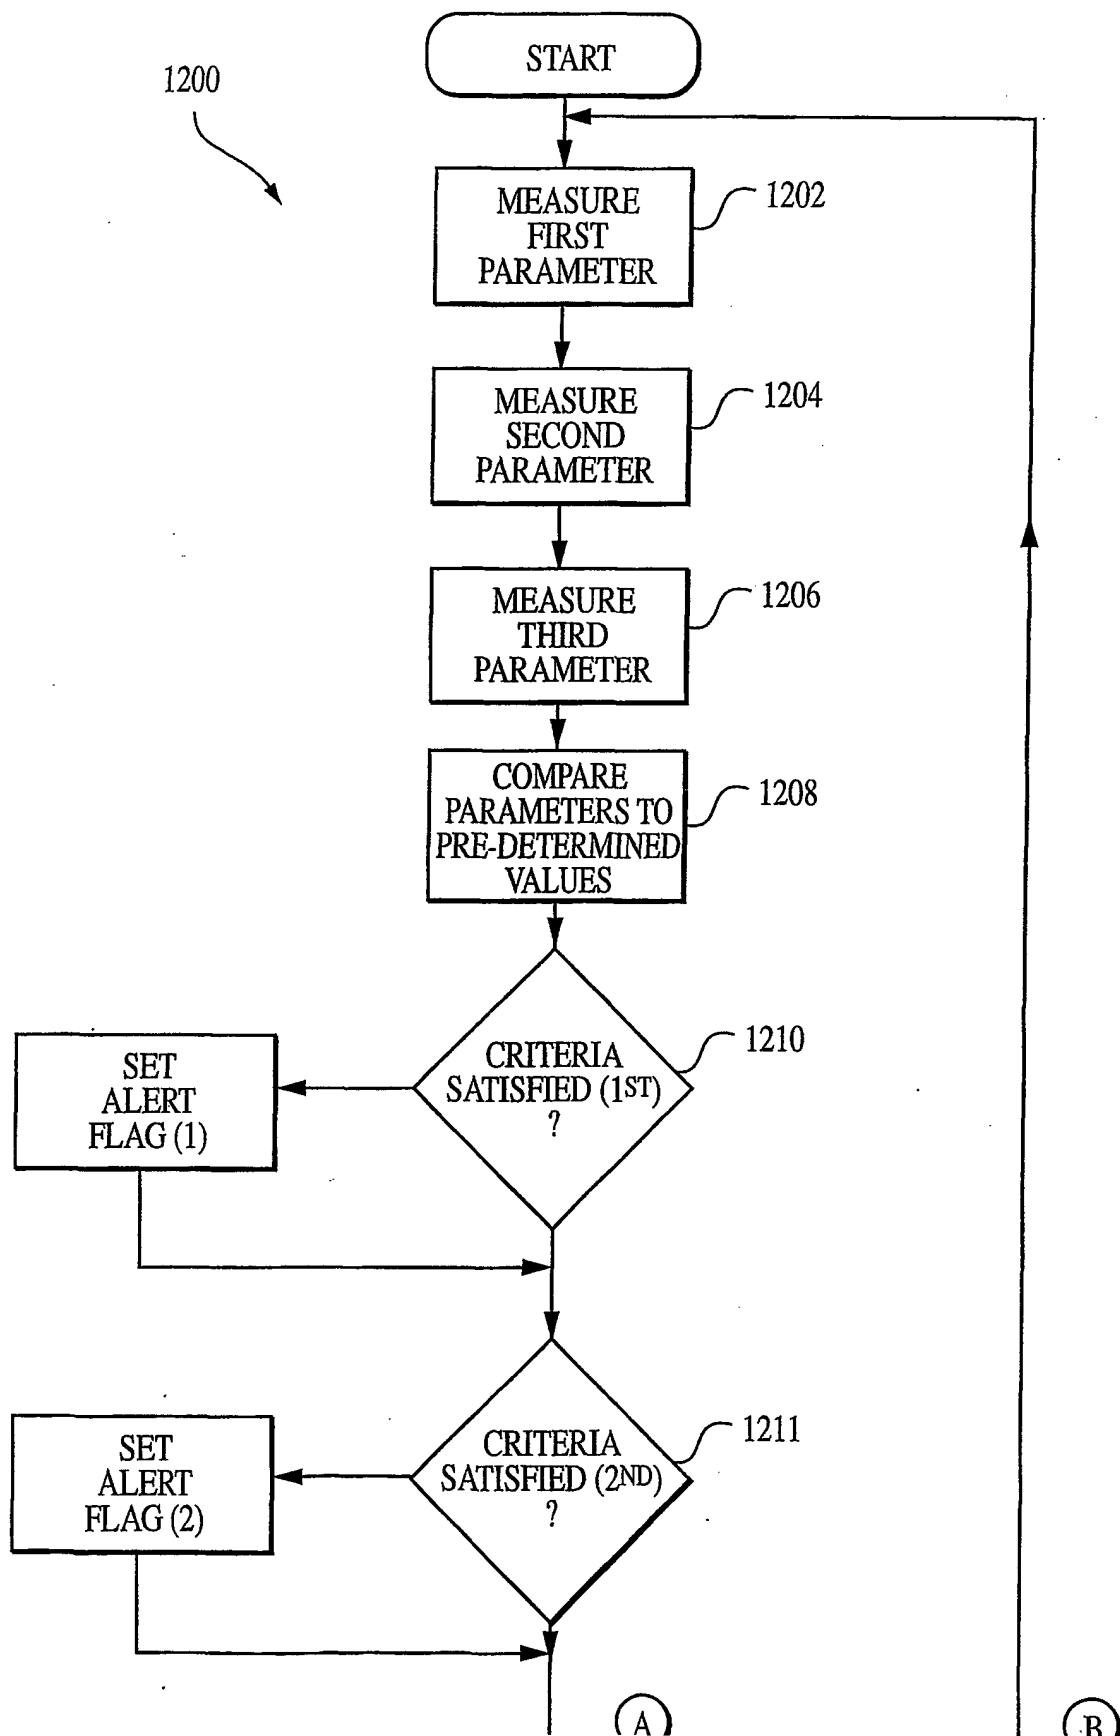 START
1200
MEASURE
FIRST
PARAMETER
1202
MEASURE
SECOND
PARAMETER
1204
MEASURE
THIRD
PARAMETER
1206
COMPARE
PARAMETERS TO
PRE-DETERMINED
VALUES
1208
CRITERIA
SATISFIED (1ST)
?
1210
SET
ALERT
FLAG (1)
CRITERIA
SATISFIED (2ND)
?
1211
SET
ALERT
FLAG (2)
A
B